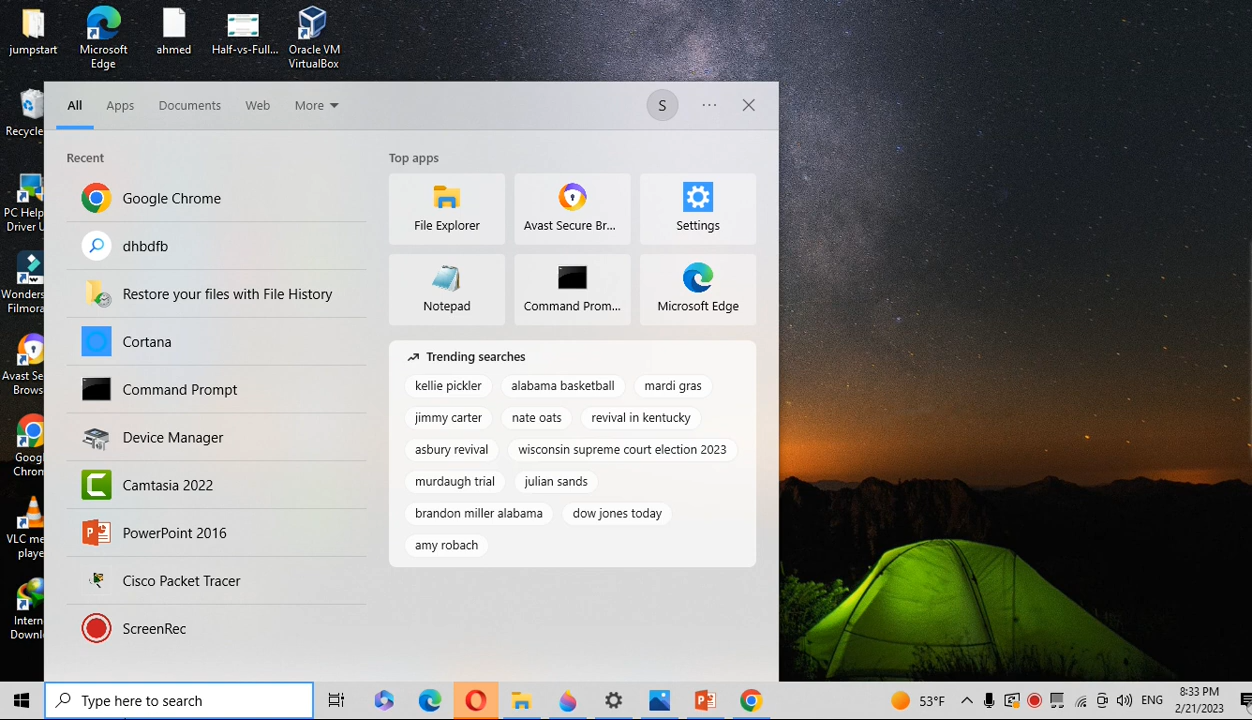 jumpstart
Microsoft
Edge
ahmed
Half-vs-Full...
Oracle VM
VirtualBox
Recycle
PC Help
Driver U
Wonders
Filmora
Avast Se
Brows
Goog
Chron
VLC me
playe
Intern
Downlo
All
Apps
Documents
Web
More
S
Recent
Google Chrome
dhbdfb
Restore your files with File History
Cortana
Command Prompt
Device Manager
Camtasia 2022
PowerPoint 2016
Cisco Packet Tracer
ScreenRec
Top apps
File Explorer
Avast Secure Br...
Settings
Notepad
Command Prom...
Microsoft Edge
Trending searches
kellie pickler
alabama basketball
mardi gras
jimmy carter
nate oats
revival in kentucky
asbury revival
wisconsin supreme court election 2023
murdaugh trial
julian sands
brandon miller alabama
dow jones today
amy robach
Type here to search
53°F
ENG
8:33 PM
2/21/2023